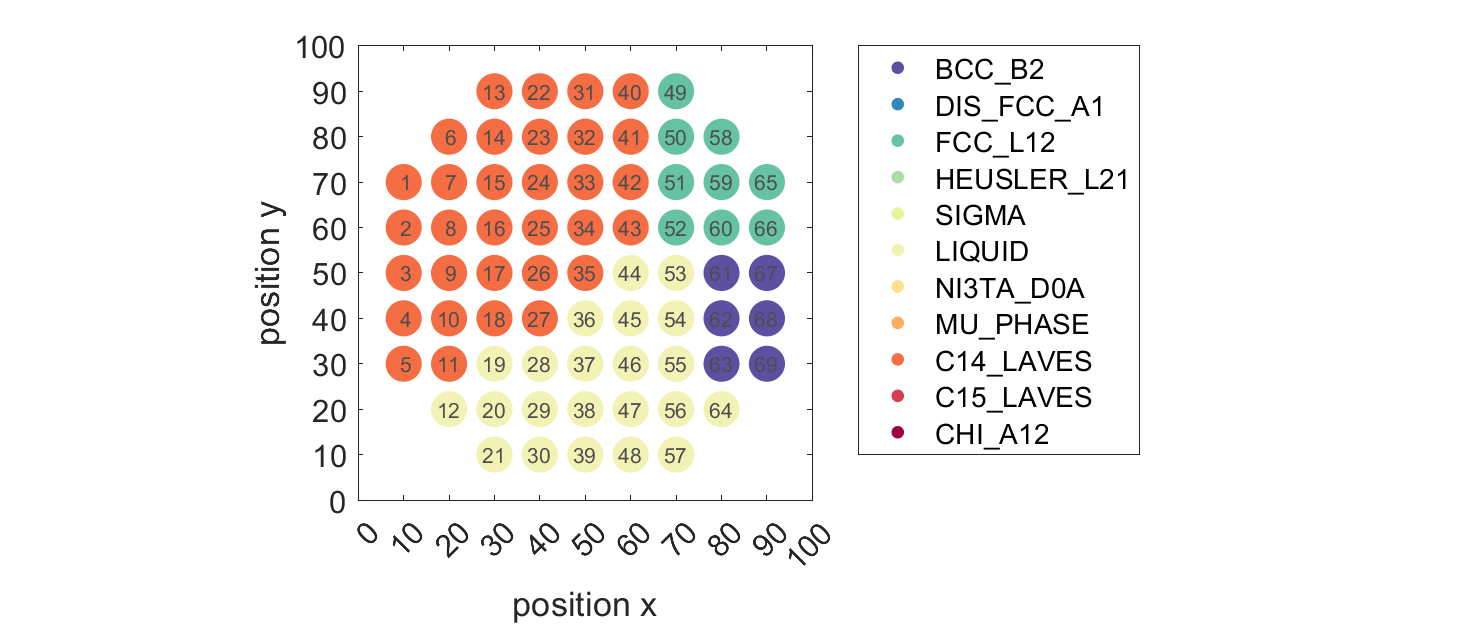 100
90
80
70
60
50
40
30
20
10
0
position y
13 22 31 40 49
6 14 23 32 41 50 58
1 7 15 24 33 42 51 59 65
2 8 16 25 34 43 52 60 66
3 9 17 26 35 44 53 61 67
4 10 18 27 36 45 54 62 68
5 11 19 28 37 46 55 63 69
12 20 29 38 47 56 64
21 30 39 48 57
0 10 20 30 40 50 60 70 80 90 100
position x
BCC_B2
DIS_FCC_A1
FCC_L12
HEUSLER_L21
SIGMA
LIQUID
NI3TA_D0A
MU_PHASE
C14_LAVES
C15_LAVES
CHI_A12